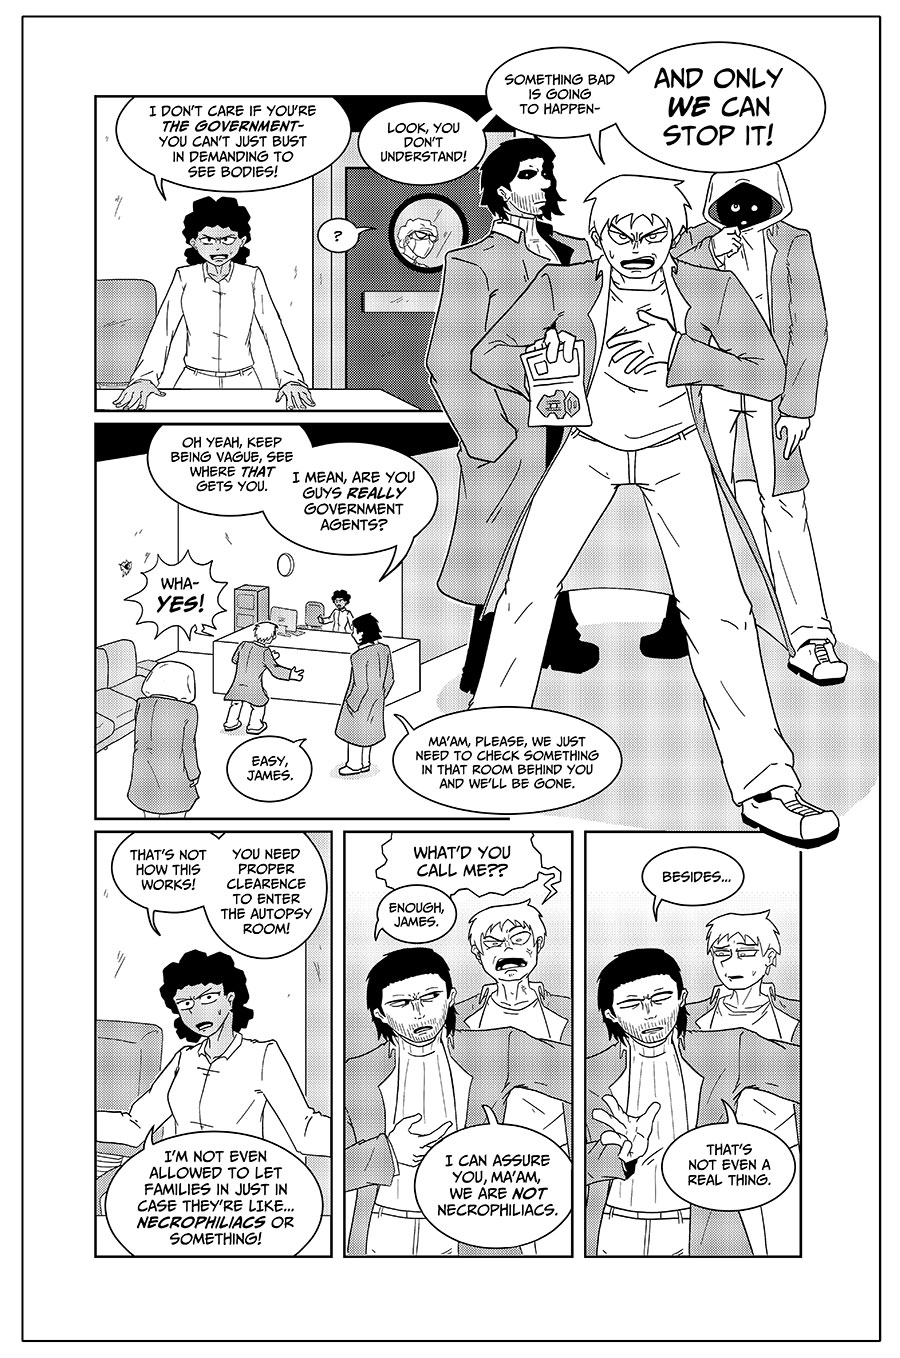 I DON'T CARE IF YOU'RE
THE GOVERNMENT-
YOU CAN'T JUST BUST
IN DEMANDING TO
SEE BODIES!
LOOK, YOU
DON'T
UNDERSTAND!
?
SOMETHING BAD
IS GOING
TO HAPPEN-
AND ONLY
WE CAN
STOP IT!
OH YEAH, KEEP
BEING VAGUE, SEE
WHERE THAT
GETS YOU.
I MEAN, ARE YOU
GUYS REALLY
GOVERNMENT
AGENTS?
WHA-
YES!
EASY,
JAMES.
MA'AM, PLEASE, WE JUST
NEED TO CHECK SOMETHING
IN THAT ROOM BEHIND YOU
AND WE'LL BE GONE.
THAT'S NOT
HOW THIS
WORKS!
YOU NEED
PROPER
CLEARENCE
TO ENTER
THE AUTOPSY
ROOM!
I'M NOT EVEN
ALLOWED TO LET
FAMILIES IN JUST IN
CASE THEY'RE LIKE...
NECROPHILIACS OR
SOMETHING!
WHAT'D YOU
CALL ME??
ENOUGH,
JAMES.
I CAN ASSURE
YOU, MA'AM,
WE ARE NOT
NECROPHILIACS.
BESIDES...
THAT'S
NOT EVEN A
REAL THING.